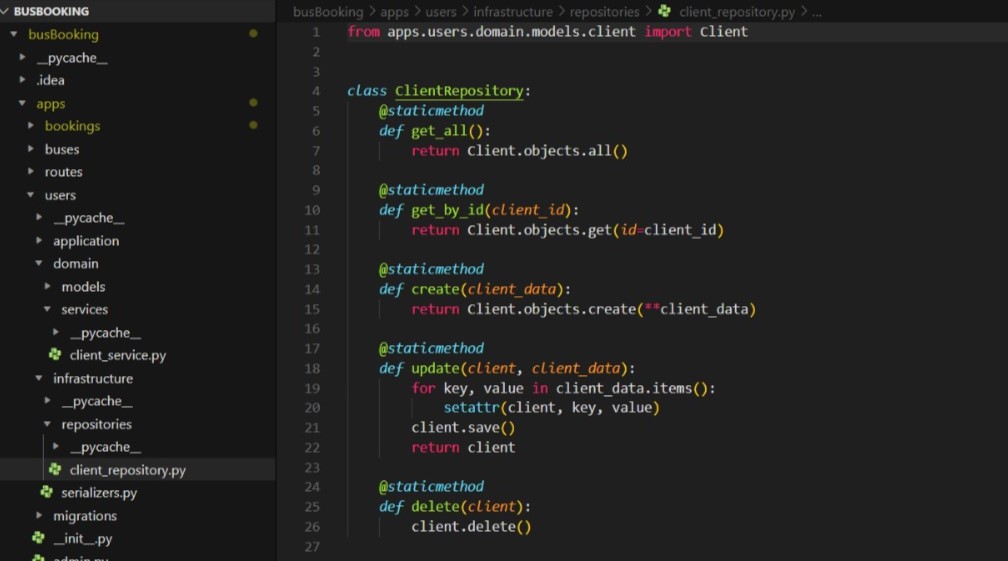 BUSBOOKING
busBooking
__pycache__
.idea
apps
bookings
buses
routes
users
__pycache__
application
domain
models
services
__pycache__
client_service.py
infrastructure
__pycache__
repositories
__pycache__
client_repository.py
serializers.py
migrations
__init__.py
admin.py
busBooking > apps > users > infrastructure > repositories > client_repository.py > ...
1 from apps.users.domain.models.client import Client
2
3
4 class ClientRepository:
5     @staticmethod
6     def get_all():
7         return Client.objects.all()
8
9     @staticmethod
10     def get_by_id(client_id):
11         return Client.objects.get(id=client_id)
12
13     @staticmethod
14     def create(client_data):
15         return Client.objects.create(**client_data)
16
17     @staticmethod
18     def update(client, client_data):
19         for key, value in client_data.items():
20             setattr(client, key, value)
21         client.save()
22         return client
23
24     @staticmethod
25     def delete(client):
26         client.delete()
27